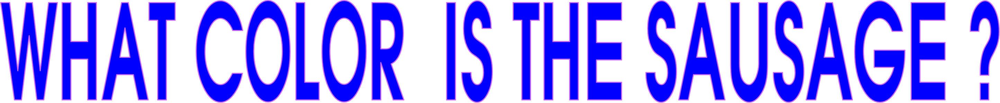 WHAT COLOR IS THE SAUSAGE ?